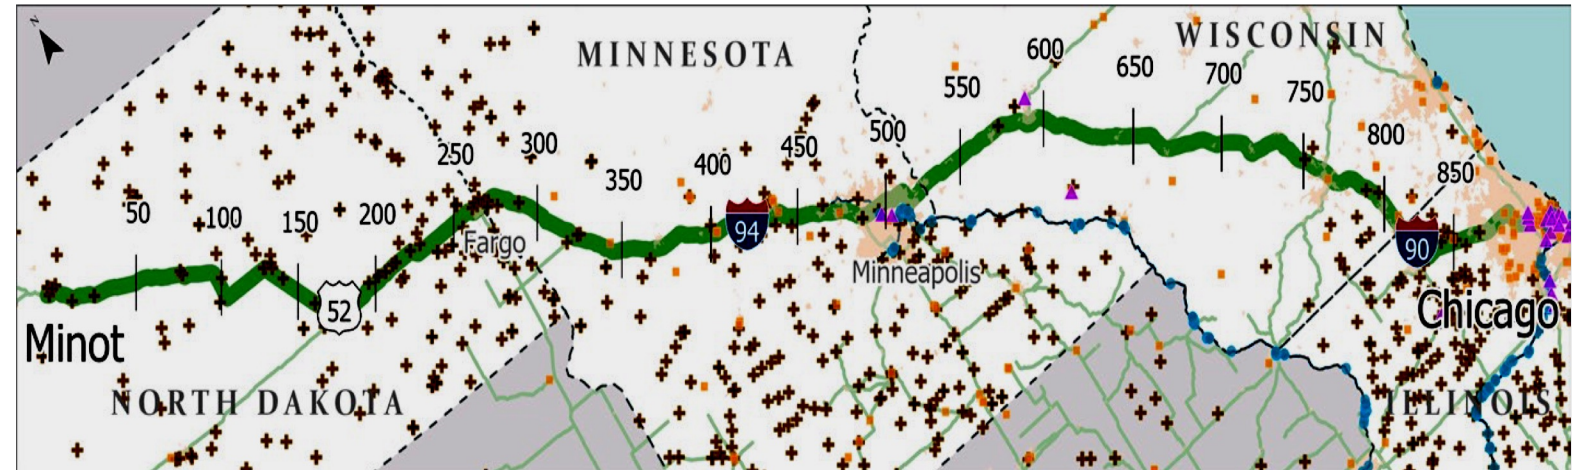 N
MINNESOTA
WISCONSIN
600
650
700
750
550
800
850
500
450
400
350
300
250
200
150
100
50
94
90
52
Fargo
Minneapolis
Minot
Chicago
NORTH DAKOTA
ILLINOIS